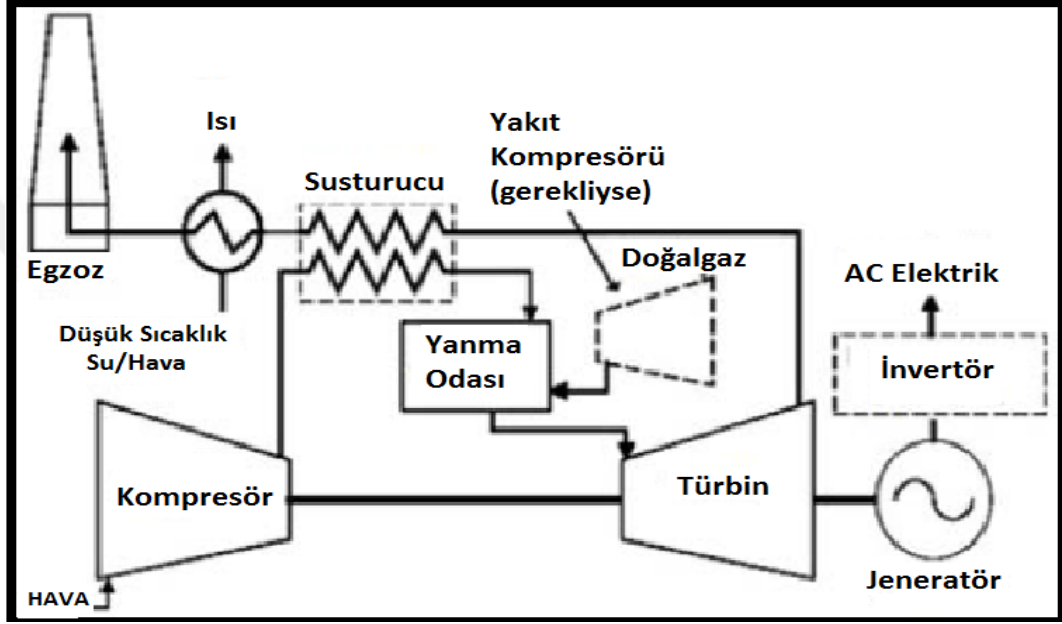 Isı
Yakıt
Kompresörü
(gerekliyse)
Susturucu
Doğalgaz
Egzoz
AC Elektrik
Düşük Sıcaklık
Su/Hava
Yanma
Odası
İnvertör
Kompresör
Türbin
Jeneratör
HAVA